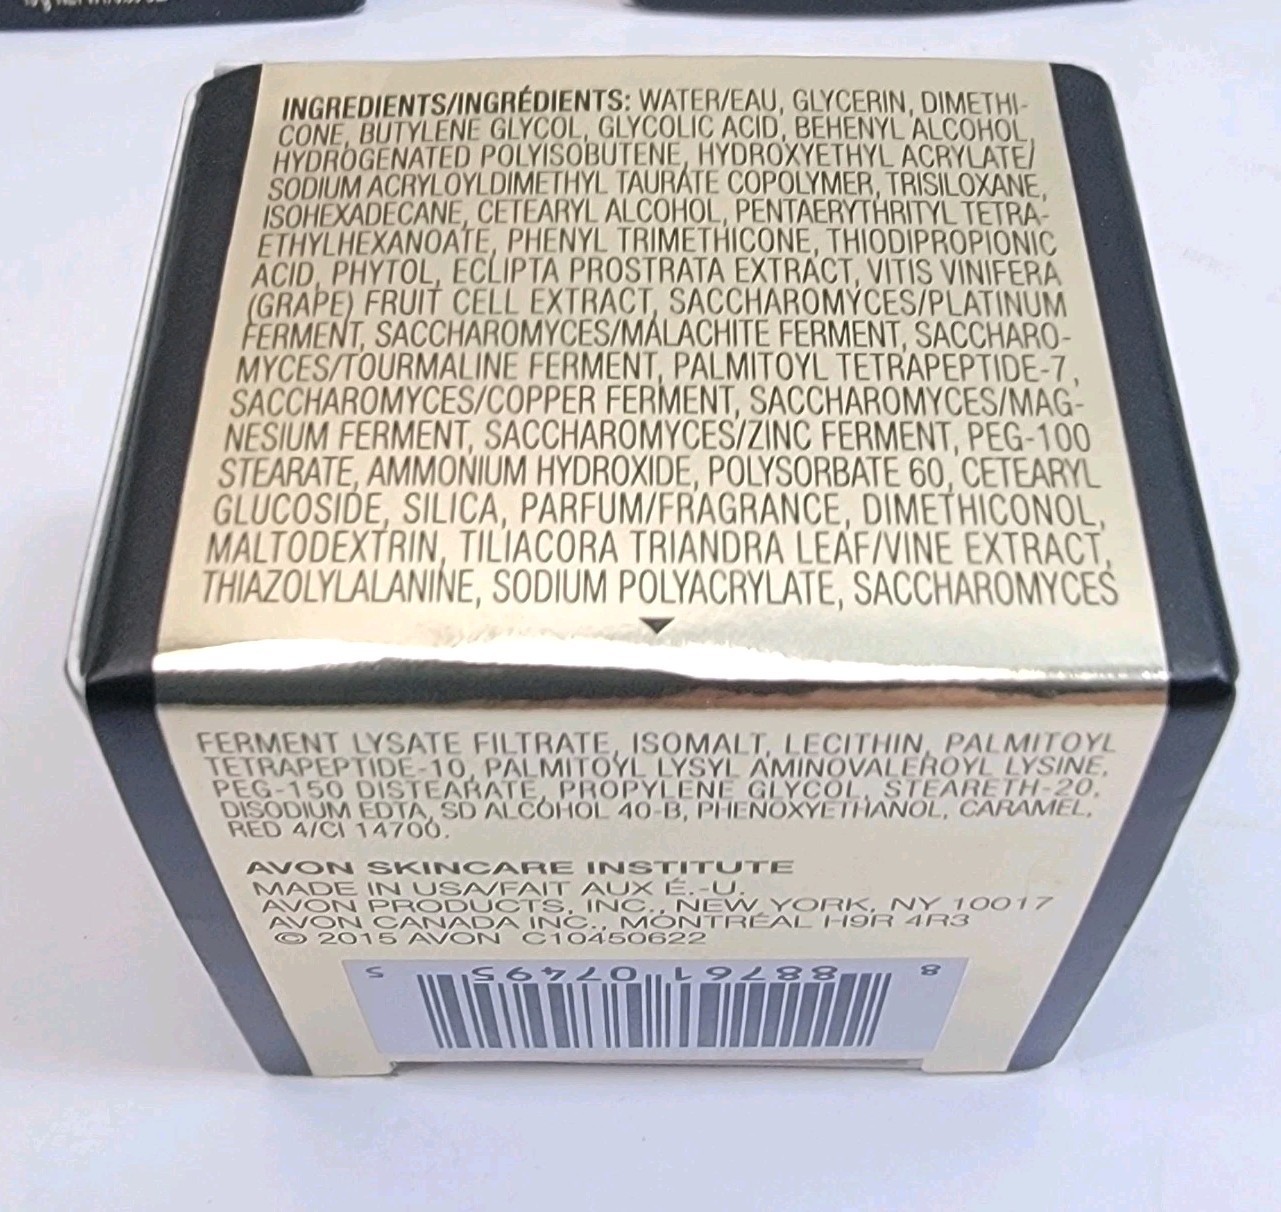 INGREDIENTS/INGRÉDIENTS: WATER/EAU, GLYCERIN, DIMETHI-
CONE, BUTYLENE GLYCOL, GLYCOLIC ACID, BEHENYL ALCOHOL,
HYDROGENATED POLYISOBUTENE, HYDROXYETHYL ACRYLATE/
SODIUM ACRYLOYLDIMETHYL TAURATE COPOLYMER, TRISILOXANE,
ISOHEXADECANE, CETEARYL ALCOHOL, PENTAERYTHRITYL TETRA-
ETHYLHEXANOATE, PHENYL TRIMETHICONE, THIODIPROPIONIC
ACID, PHYTOL, ECLIPTA PROSTRATA EXTRACT, VITIS VINIFERA
(GRAPE) FRUIT CELL EXTRACT, SACCHAROMYCES/PLATINUM
FERMENT, SACCHAROMYCES/MALACHITE FERMENT, SACCHARO-
MYCES/TOURMALINE FERMENT, PALMITOYL TETRAPEPTIDE-7,
SACCHAROMYCES/COPPER FERMENT, SACCHAROMYCES/MAG-
NESIUM FERMENT, SACCHAROMYCES/ZINC FERMENT, PEG-100
STEARATE, AMMONIUM HYDROXIDE, POLYSORBATE 60, CETEARYL
GLUCOSIDE, SILICA, PARFUM/FRAGRANCE, DIMETHICONOL,
MALTODEXTRIN, TILIACORA TRIANDRA LEAF/VINE EXTRACT,
THIAZOLYLALANINE, SODIUM POLYACRYLATE, SACCHAROMYCES
FERMENT LYSATE FILTRATE, ISOMALT, LECITHIN, PALMITOYL
TETRAPEPTIDE-10, PALMITOYL LYSYL AMINOVALEROYL LYSINE,
PEG-150 DISTEARATE, PROPYLENE GLYCOL, STEARETH-20,
DISODIUM EDTA, SD ALCOHOL 40-B, PHENOXYETHANOL, CARAMEL,
RED 4/CI 14700.
AVON SKINCARE INSTITUTE
MADE IN USA/FAIT AUX É.-U.
AVON PRODUCTS, INC., NEW YORK, NY 10017
AVON CANADA INC., MONTRÉAL H9R 4R3
© 2015 AVON C10450622
8 88761 07495 5